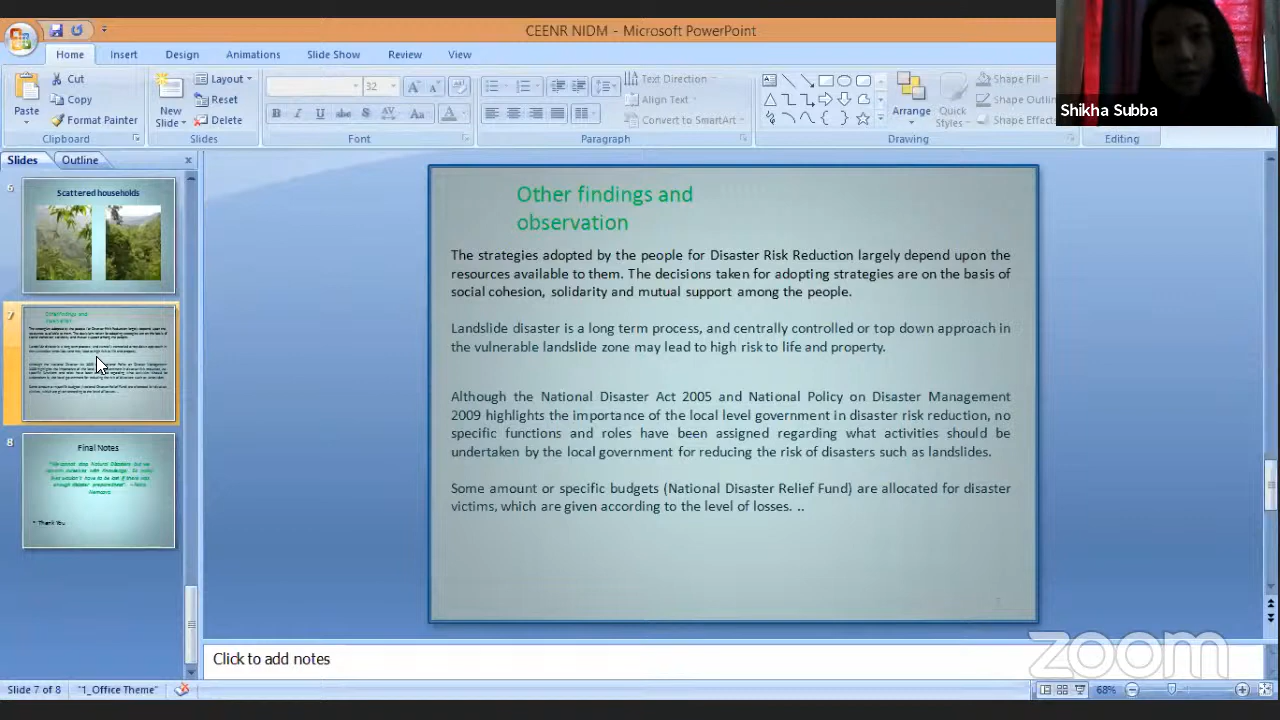 CEENR NIDM - Microsoft PowerPoint
Home Insert Design Slide Show Animations Review View
Shikha Subba
Cut
Copy
Format Painter
Paste
Clipboard
New
Slide
Layout
Reset
Delete
Slides
32
Font
Paragraph
Text Direction
Align Text
Convert to SmartArt
Arrange
Quick
Styles
Shape Fill
Shape Outline
Shape Effects
Drawing
Editing
Slides Outline
6
Scattered households
7
8
Final Notes
Thank You
Other findings and
observation
The strategies adopted by the people for Disaster Risk Reduction largely depend upon the
resources available to them. The decisions taken for adopting strategies are on the basis of
social cohesion, solidarity and mutual support among the people.
Landslide disaster is a long term process, and centrally controlled or top down approach in
the vulnerable landslide zone may lead to high risk to life and property.
Although the National Disaster Act 2005 and National Policy on Disaster Management
2009 highlights the importance of the local level government in disaster risk reduction, no
specific functions and roles have been assigned regarding what activities should be
undertaken by the local government for reducing the risk of disasters such as landslides.
Some amount or specific budgets (National Disaster Relief Fund) are allocated for disaster
victims, which are given according to the level of losses. ..
7
Click to add notes
zoom
Slide 7 of 8 "1_Office Theme" 68%